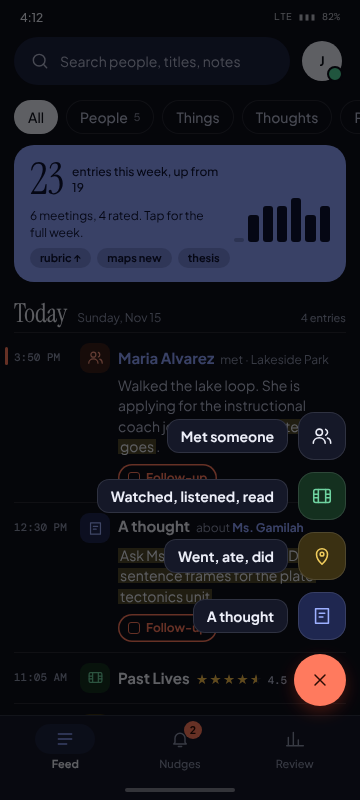 4:12
LTE 82%
Search people, titles, notes
J
All
People 5
Things
Thoughts
23 entries this week, up from
19
6 meetings, 4 rated. Tap for the
full week.
rubric ↑
maps new
thesis
Today Sunday, Nov 15
4 entries
3:50 PM
Maria Alvarez met · Lakeside Park
Walked the lake loop. She is
applying for the instructional
coach
goes.
Met someone
Follow-up
Watched, listened, read
12:30 PM
A thought about Ms. Gamilah
Ask Ms
Went, ate, did
sentence frames for the plate
tectonics unit
A thought
Follow-u
11:05 AM
Past Lives ★★★★ 4.5
Feed
2
Nudges
Review